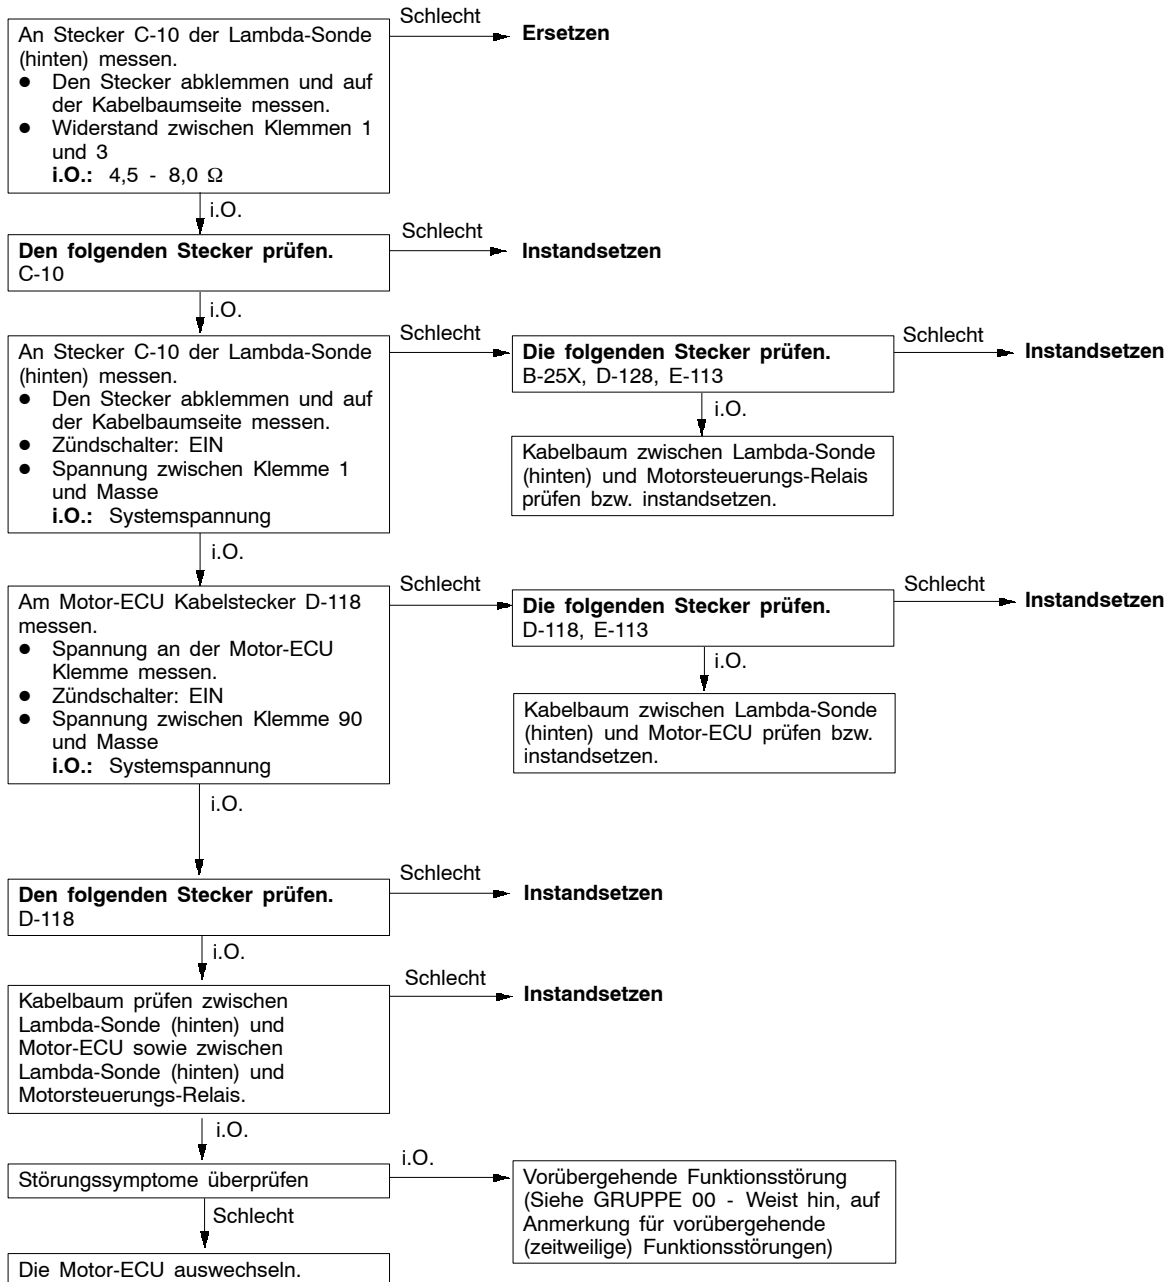 An Stecker C-10 der Lambda-Sonde
(hinten) messen.
● Den Stecker abklemmen und auf
der Kabelbaumseite messen.
● Widerstand zwischen Klemmen 1
und 3
i.O.: 4,5 - 8,0 Ω
Schlecht
Ersetzen
i.O.
Den folgenden Stecker prüfen.
C-10
Schlecht
Instandsetzen
i.O.
An Stecker C-10 der Lambda-Sonde
(hinten) messen.
● Den Stecker abklemmen und auf
der Kabelbaumseite messen.
● Zündschalter: EIN
● Spannung zwischen Klemme 1
und Masse
i.O.: Systemspannung
Schlecht
Die folgenden Stecker prüfen.
B-25X, D-128, E-113
Schlecht
Instandsetzen
i.O.
Kabelbaum zwischen Lambda-Sonde
(hinten) und Motorsteuerungs-Relais
prüfen bzw. instandsetzen.
i.O.
Am Motor-ECU Kabelstecker D-118
messen.
● Spannung an der Motor-ECU
Klemme messen.
● Zündschalter: EIN
● Spannung zwischen Klemme 90
und Masse
i.O.: Systemspannung
Schlecht
Die folgenden Stecker prüfen.
D-118, E-113
Schlecht
Instandsetzen
i.O.
Kabelbaum zwischen Lambda-Sonde
(hinten) und Motor-ECU prüfen bzw.
instandsetzen.
i.O.
Den folgenden Stecker prüfen.
D-118
Schlecht
Instandsetzen
i.O.
Kabelbaum prüfen zwischen
Lambda-Sonde (hinten) und
Motor-ECU sowie zwischen
Lambda-Sonde (hinten) und
Motorsteuerungs-Relais.
Schlecht
Instandsetzen
i.O.
Störungssymptome überprüfen
i.O.
Vorübergehende Funktionsstörung
(Siehe GRUPPE 00 - Weist hin, auf
Anmerkung für vorübergehende
(zeitweilige) Funktionsstörungen)
Schlecht
Die Motor-ECU auswechseln.